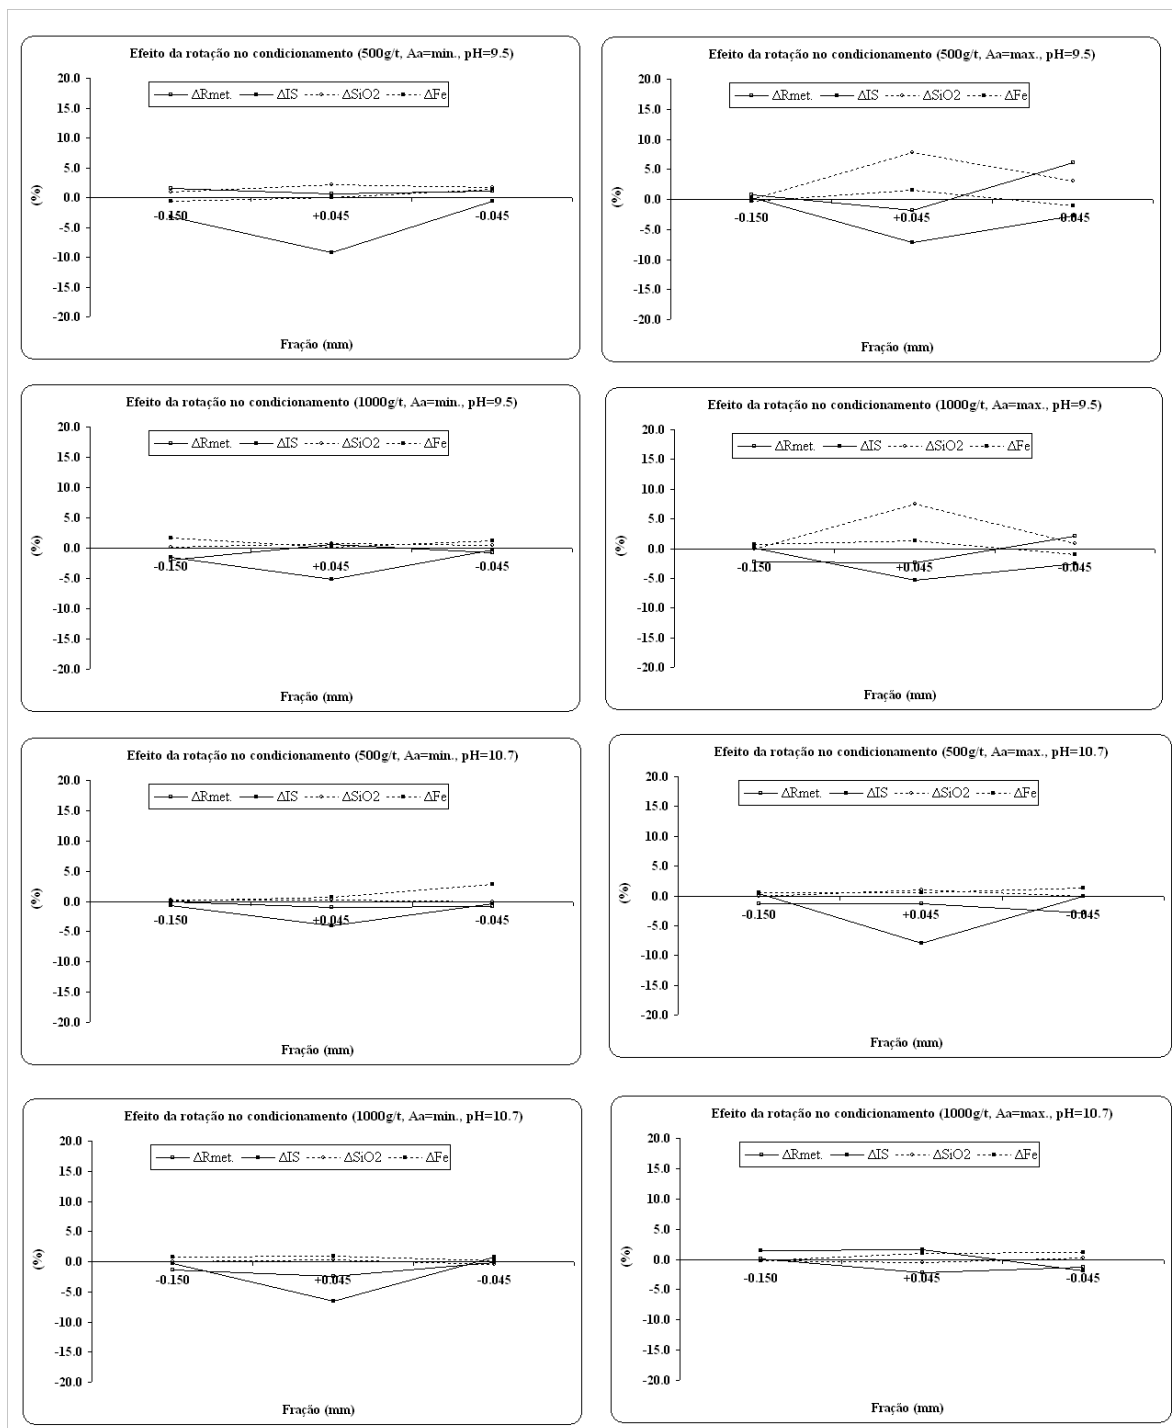 Efeito da rotação no condicionamento (500g/t, Aa=min., pH=9.5)
20.0
15.0
10.0
5.0
0.0
-5.0
-10.0
-15.0
-20.0
(%)
ΔRmet. ΔIS ΔSiO2 ΔFe
-0.150 +0.045 -0.045
Fração (mm)
Efeito da rotação no condicionamento (500g/t, Aa=max., pH=9.5)
20.0
15.0
10.0
5.0
0.0
-5.0
-10.0
-15.0
-20.0
(%)
ΔRmet. ΔIS ΔSiO2 ΔFe
-0.150 +0.045 -0.045
Fração (mm)
Efeito da rotação no condicionamento (1000g/t, Aa=min., pH=9.5)
20.0
15.0
10.0
5.0
0.0
-5.0
-10.0
-15.0
-20.0
(%)
ΔRmet. ΔIS ΔSiO2 ΔFe
-0.150 +0.045 -0.045
Fração (mm)
Efeito da rotação no condicionamento (1000g/t, Aa=max., pH=9.5)
20.0
15.0
10.0
5.0
0.0
-5.0
-10.0
-15.0
-20.0
(%)
ΔRmet. ΔIS ΔSiO2 ΔFe
-0.150 +0.045 -0.045
Fração (mm)
Efeito da rotação no condicionamento (500g/t, Aa=min., pH=10.7)
20.0
15.0
10.0
5.0
0.0
-5.0
-10.0
-15.0
-20.0
(%)
ΔRmet. ΔIS ΔSiO2 ΔFe
-0.150 +0.045 -0.045
Fração (mm)
Efeito da rotação no condicionamento (500g/t, Aa=max., pH=10.7)
20.0
15.0
10.0
5.0
0.0
-5.0
-10.0
-15.0
-20.0
(%)
ΔRmet. ΔIS ΔSiO2 ΔFe
-0.150 +0.045 -0.045
Fração (mm)
Efeito da rotação no condicionamento (1000g/t, Aa=min., pH=10.7)
20.0
15.0
10.0
5.0
0.0
-5.0
-10.0
-15.0
-20.0
(%)
ΔRmet. ΔIS ΔSiO2 ΔFe
-0.150 +0.045 -0.045
Fração (mm)
Efeito da rotação no condicionamento (1000g/t, Aa=max., pH=10.7)
20.0
15.0
10.0
5.0
0.0
-5.0
-10.0
-15.0
-20.0
(%)
ΔRmet. ΔIS ΔSiO2 ΔFe
-0.150 +0.045 -0.045
Fração (mm)